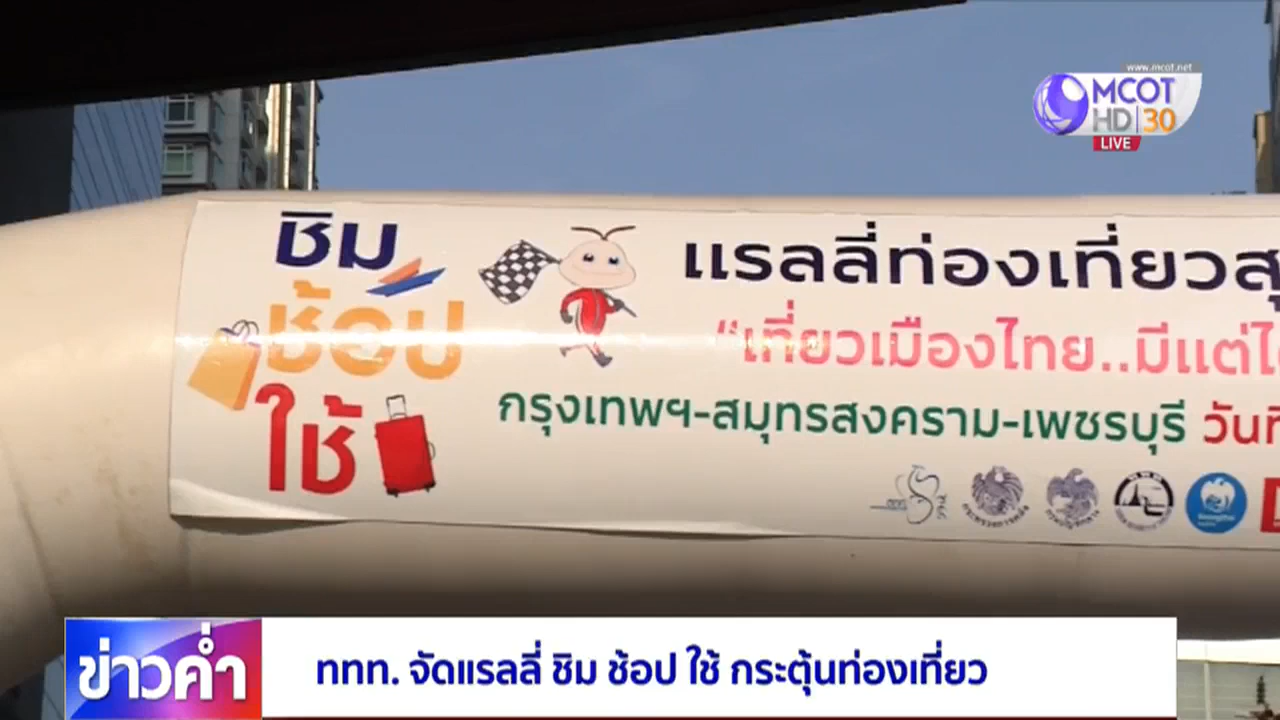 www.mcot.net
MCOT
HD 30
LIVE
ชิม
ช้อป
ใช้
แรลลี่ท่องเที่ยวสุ
"เที่ยวเมืองไทย..มีแต่ได
กรุงเทพฯ-สมุทรสงคราม-เพชรบุรี วันที่
ข่าวค่ำ
ททท. จัดแรลลี่ ชิม ช้อป ใช้ กระตุ้นท่องเที่ยว